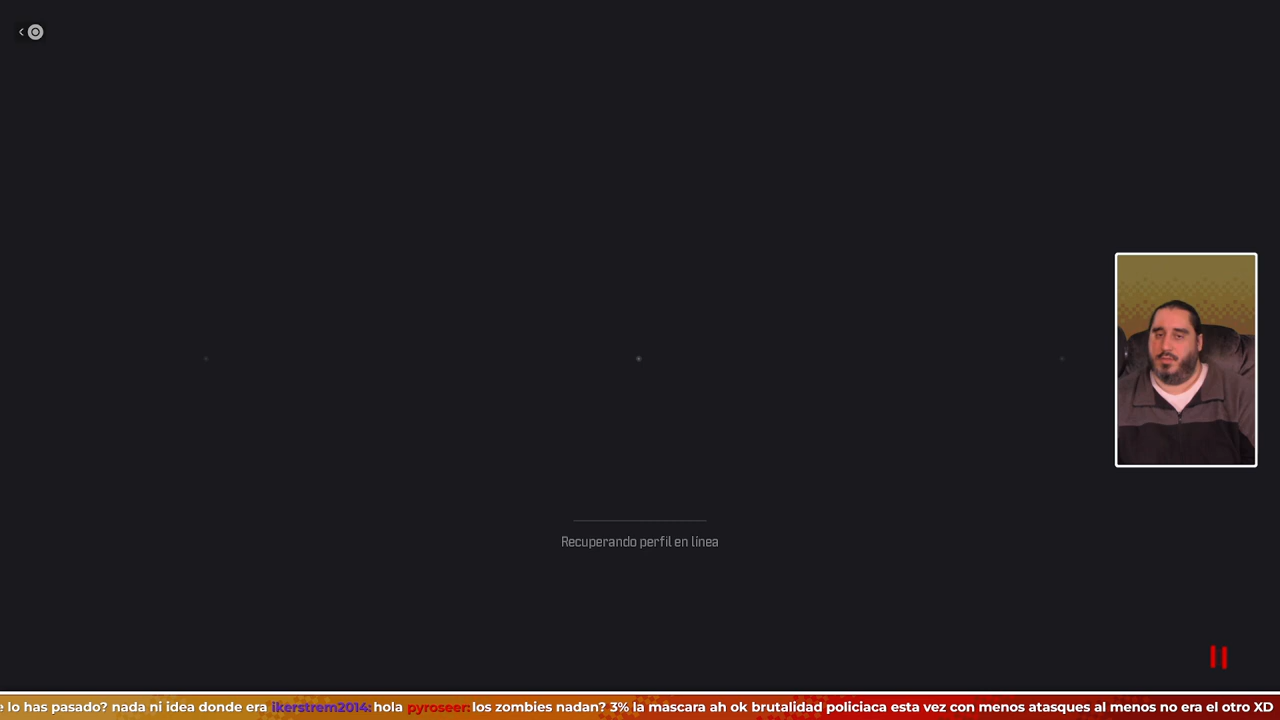 Recuperando perfil en línea
e lo has pasado? nada ni idea donde era ikerstrem2014: hola pyroseer: los zombies nadan? 3% la mascara ah ok brutalidad policiaca esta vez con menos atasques al menos no era el otro XD